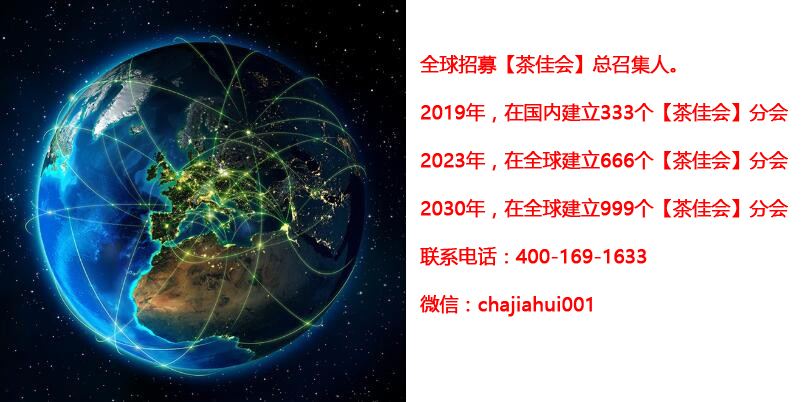 全球招募【茶佳会】总召集人。
2019年，在国内建立333个【茶佳会】分会
2023年，在全球建立666个【茶佳会】分会
2030年，在全球建立999个【茶佳会】分会
联系电话：400-169-1633
微信：chajiahui001